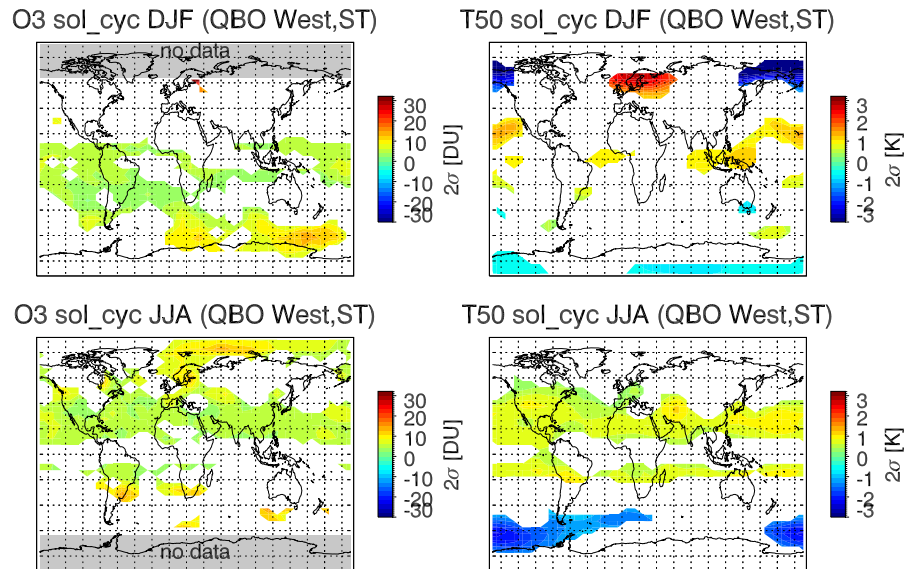 O3 sol_cyc DJF (QBO West,ST)
no data
30
20
10
0
-10
-20
-30
2σ [DU]
T50 sol_cyc DJF (QBO West,ST)
3
2
1
0
-1
-2
-3
2σ [K]
O3 sol_cyc JJA (QBO West,ST)
no data
30
20
10
0
-10
-20
-30
2σ [DU]
T50 sol_cyc JJA (QBO West,ST)
3
2
1
0
-1
-2
-3
2σ [K]